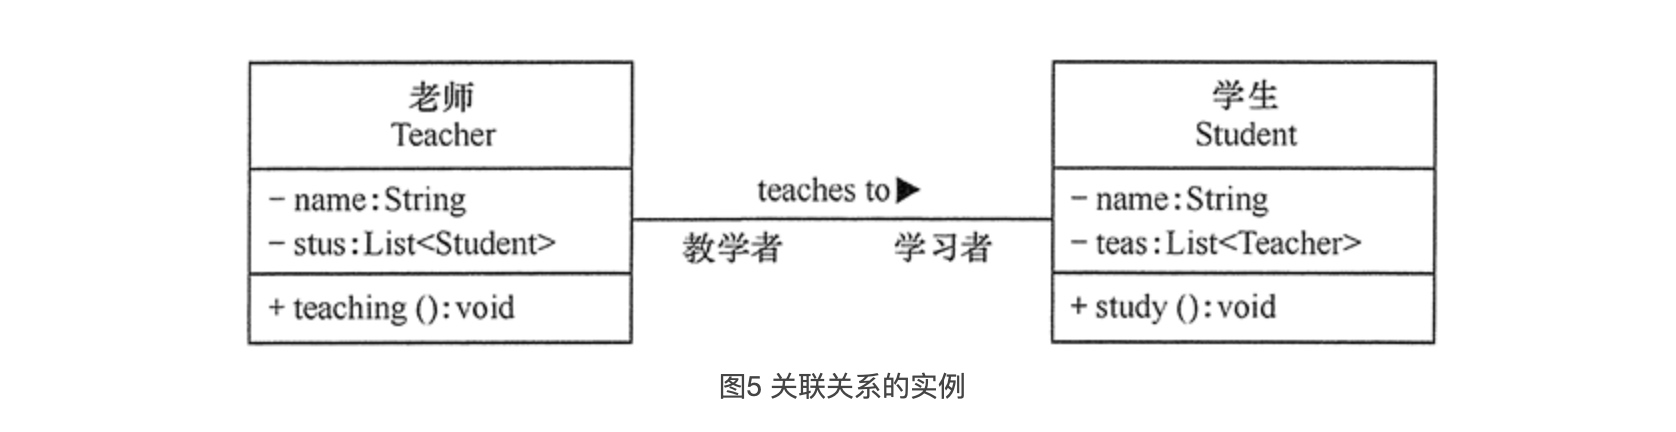 老师
Teacher
- name:String
- stus:List<Student>
+ teaching ():void
teaches to▶
教学者
学习者
学生
Student
- name:String
- teas:List<Teacher>
+ study ():void
图5 关联关系的实例